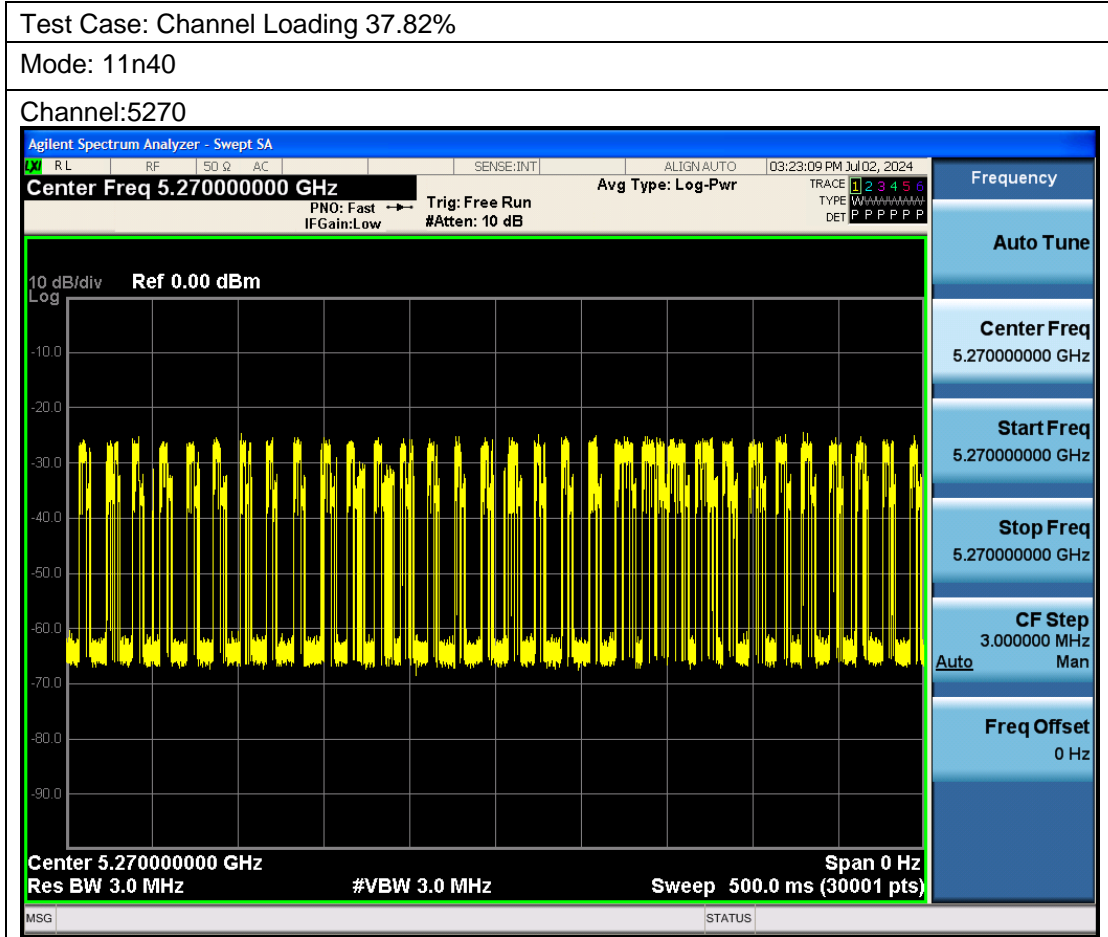 Test Case: Channel Loading 37.82%
Mode: 11n40
Channel:5270
Agilent Spectrum Analyzer - Swept SA
LXI RL RF 50 Ω AC SENSE:INT ALIGN AUTO 03:23:09 PM Jul 02, 2024
Center Freq 5.270000000 GHz
PNO: Fast
IFGain:Low
Trig: Free Run
#Atten: 10 dB
Avg Type: Log-Pwr
TRACE 1 2 3 4 5 6
TYPE
DET P P P P P P
10 dB/div Ref 0.00 dBm
Log
-10.0
-20.0
-30.0
-40.0
-50.0
-60.0
-70.0
-80.0
-90.0
Center 5.270000000 GHz Span 0 Hz
Res BW 3.0 MHz #VBW 3.0 MHz Sweep 500.0 ms (30001 pts)
MSG STATUS
Frequency
Auto Tune
Center Freq
5.270000000 GHz
Start Freq
5.270000000 GHz
Stop Freq
5.270000000 GHz
CF Step
3.000000 MHz
Auto Man
Freq Offset
0 Hz